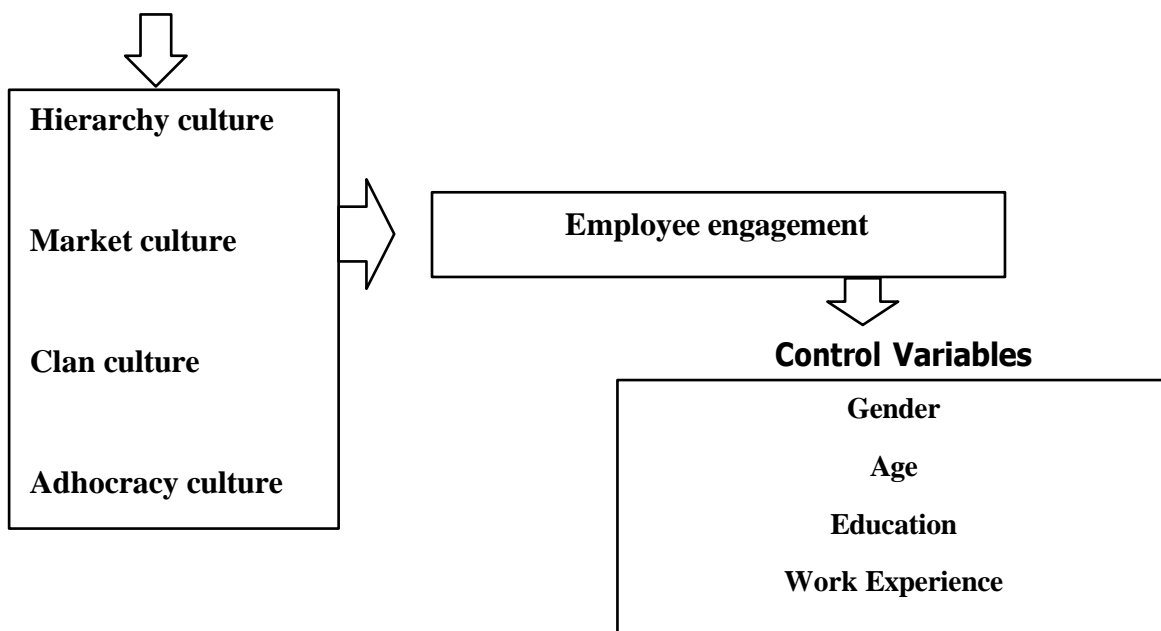 Hierarchy culture
Market culture
Clan culture
Adhocracy culture
Employee engagement
Control Variables
Gender
Age
Education
Work Experience